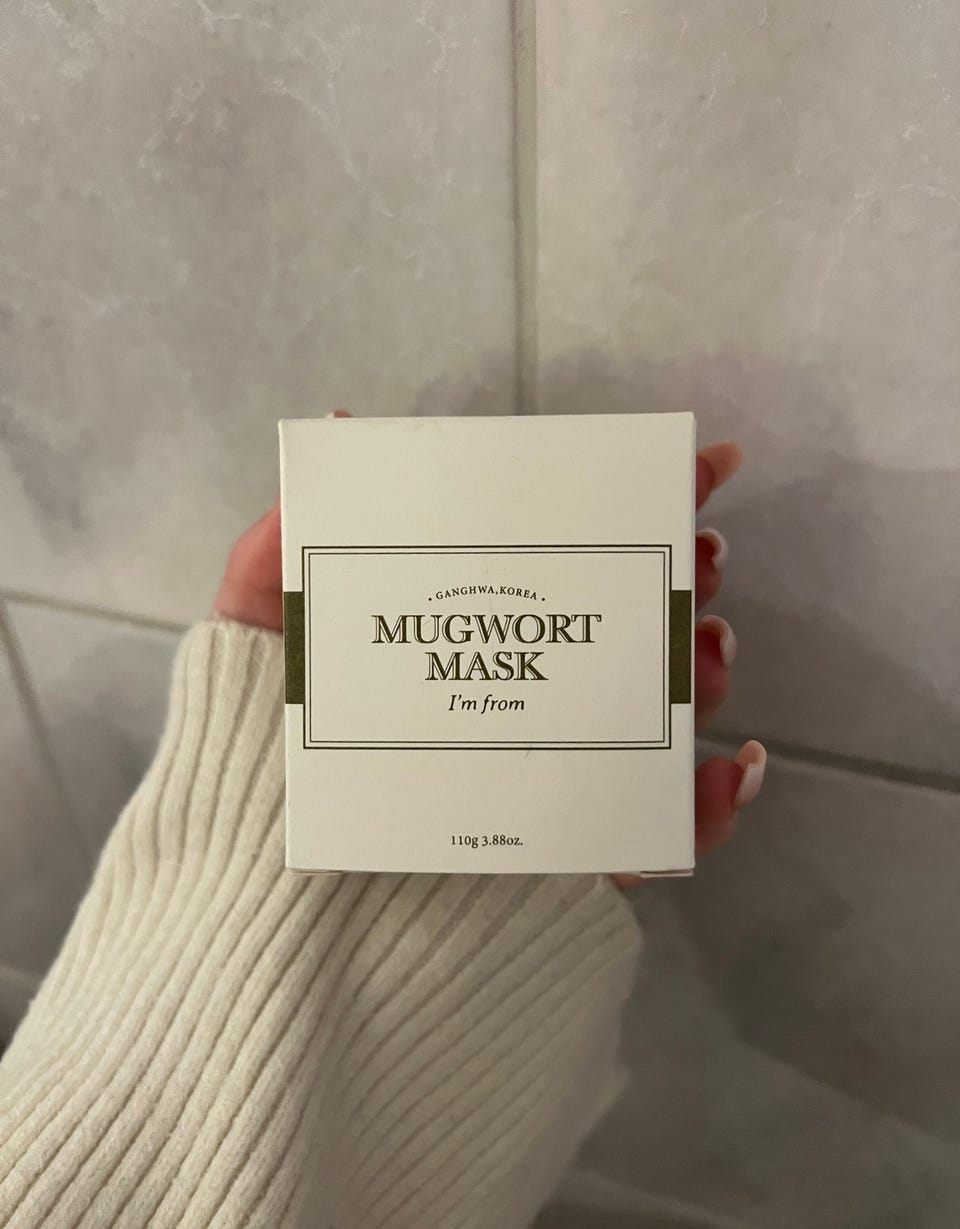 • GANGHWA,KOREA •
MUGWORT
MASK
I'm from
110g 3.88oz.